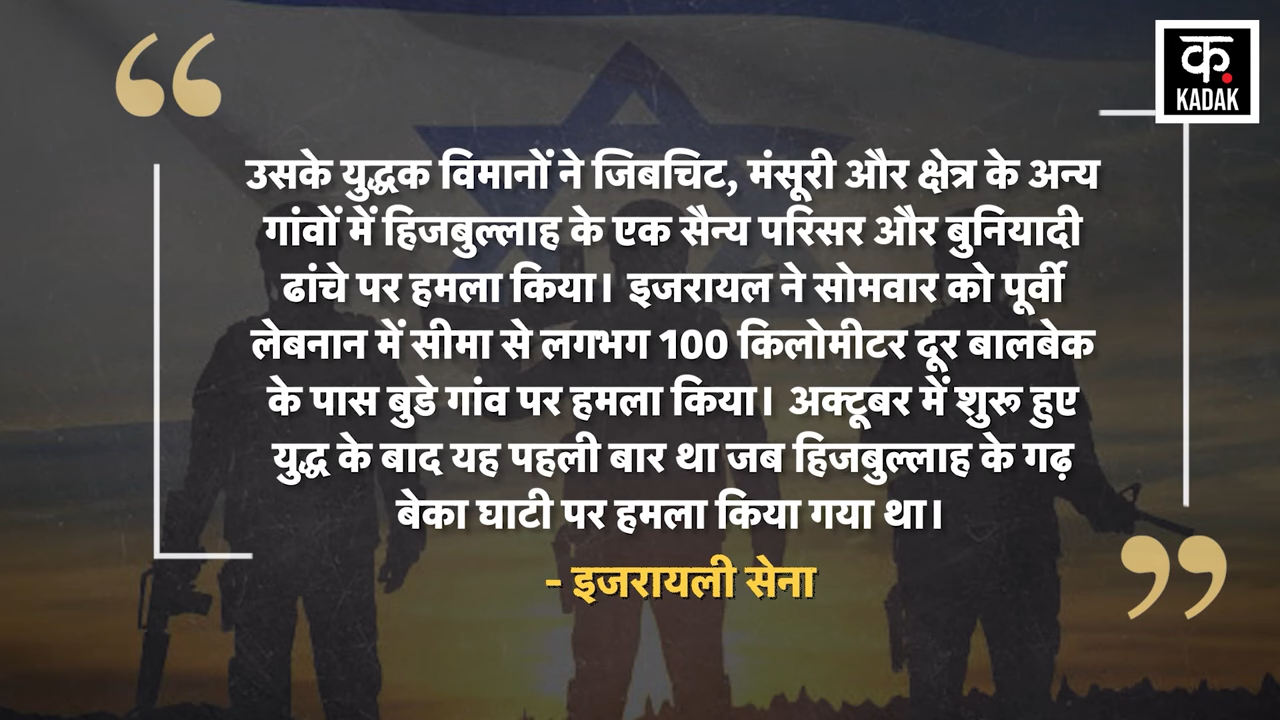 क.
KADAK
उसके युद्धक विमानों ने जिबचिट, मंसूरी और क्षेत्र के अन्य
गांवों में हिजबुल्लाह के एक सैन्य परिसर और बुनियादी
ढांचे पर हमला किया। इजरायल ने सोमवार को पूर्वी
लेबनान में सीमा से लगभग 100 किलोमीटर दूर बालबेक
के पास बुडे गांव पर हमला किया। अक्टूबर में शुरू हुए
युद्ध के बाद यह पहली बार था जब हिजबुल्लाह के गढ़
बेका घाटी पर हमला किया गया था।
- इजरायली सेना